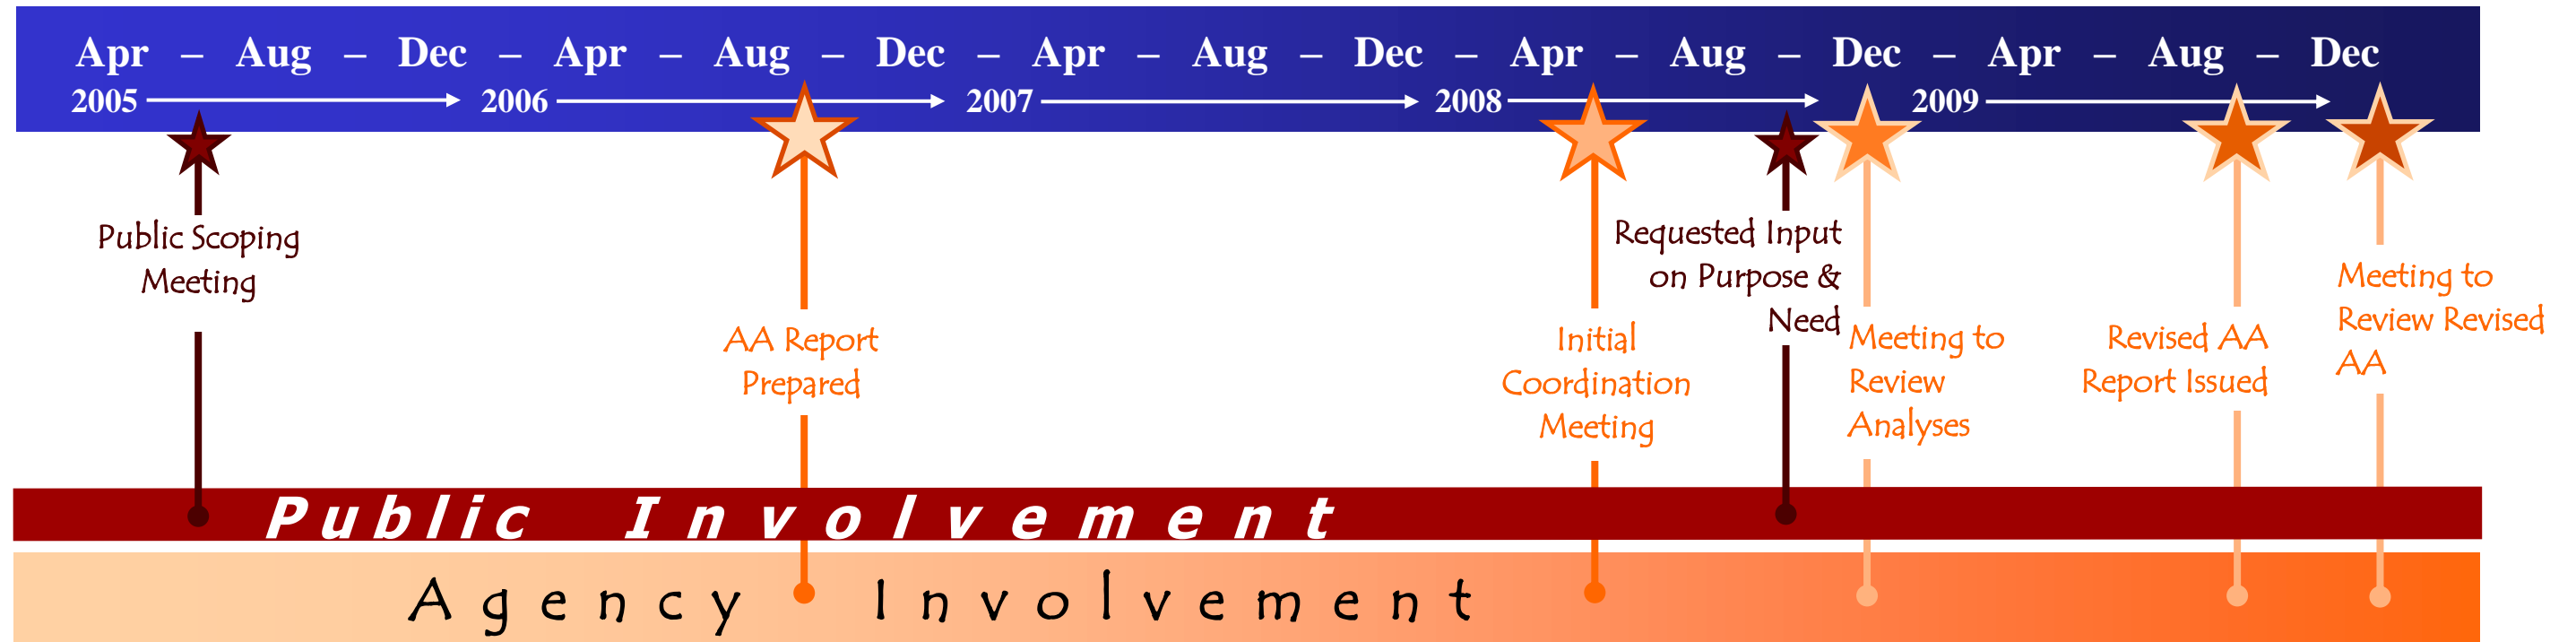 Apr – Aug – Dec – Apr – Aug – Dec – Apr – Aug – Dec – Apr – Aug – Dec – Apr – Aug – Dec
2005 2006 2007 2008 2009
Public Scoping
Meeting
AA Report
Prepared
Initial
Coordination
Meeting
Requested Input
on Purpose &
Need
Meeting to
Review
Analyses
Revised AA
Report Issued
Meeting to
Review Revised
AA
Public Involvement
Agency Involvement